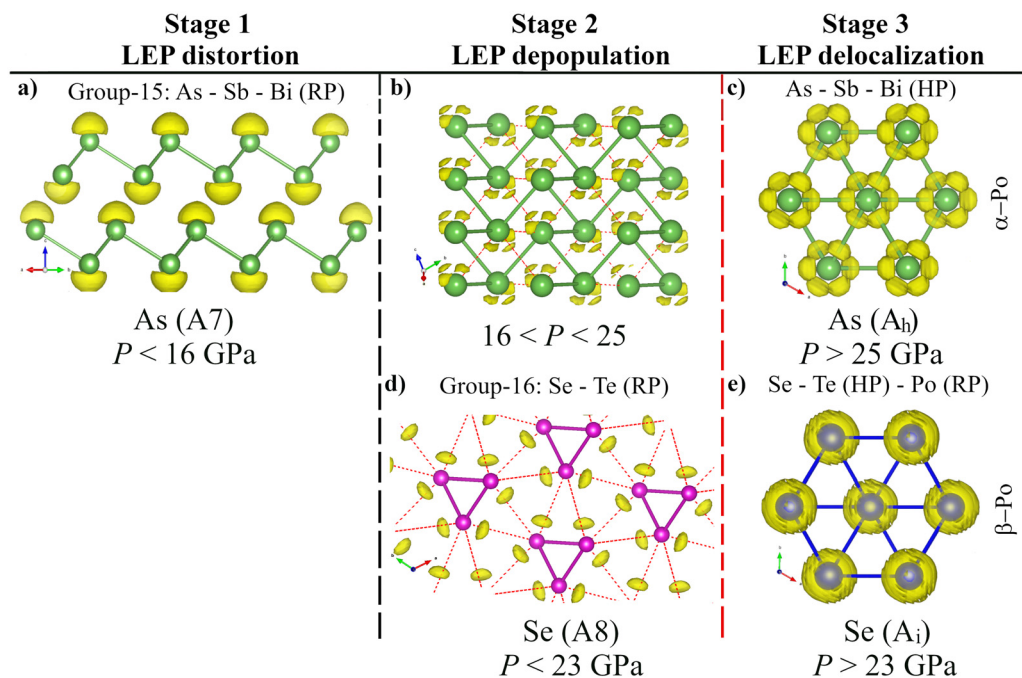 Stage 1
LEP distortion
Stage 2
LEP depopulation
Stage 3
LEP delocalization
a)
Group-15: As - Sb - Bi (RP)
As (A7)
P < 16 GPa
b)
16 < P < 25
c)
As - Sb - Bi (HP)
α–Po
As (Ah)
P > 25 GPa
d)
Group-16: Se - Te (RP)
Se (A8)
P < 23 GPa
e)
Se - Te (HP) - Po (RP)
β–Po
Se (Ai)
P > 23 GPa